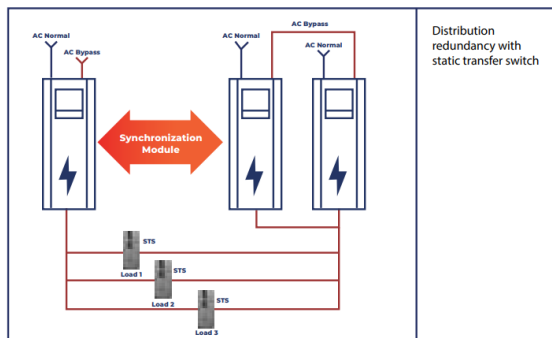 AC Normal
AC Bypass
AC Normal
AC Bypass
AC Normal
Synchronization
Module
STS
Load 1
STS
Load 2
STS
Load 3
Distribution
redundancy with
static transfer switch